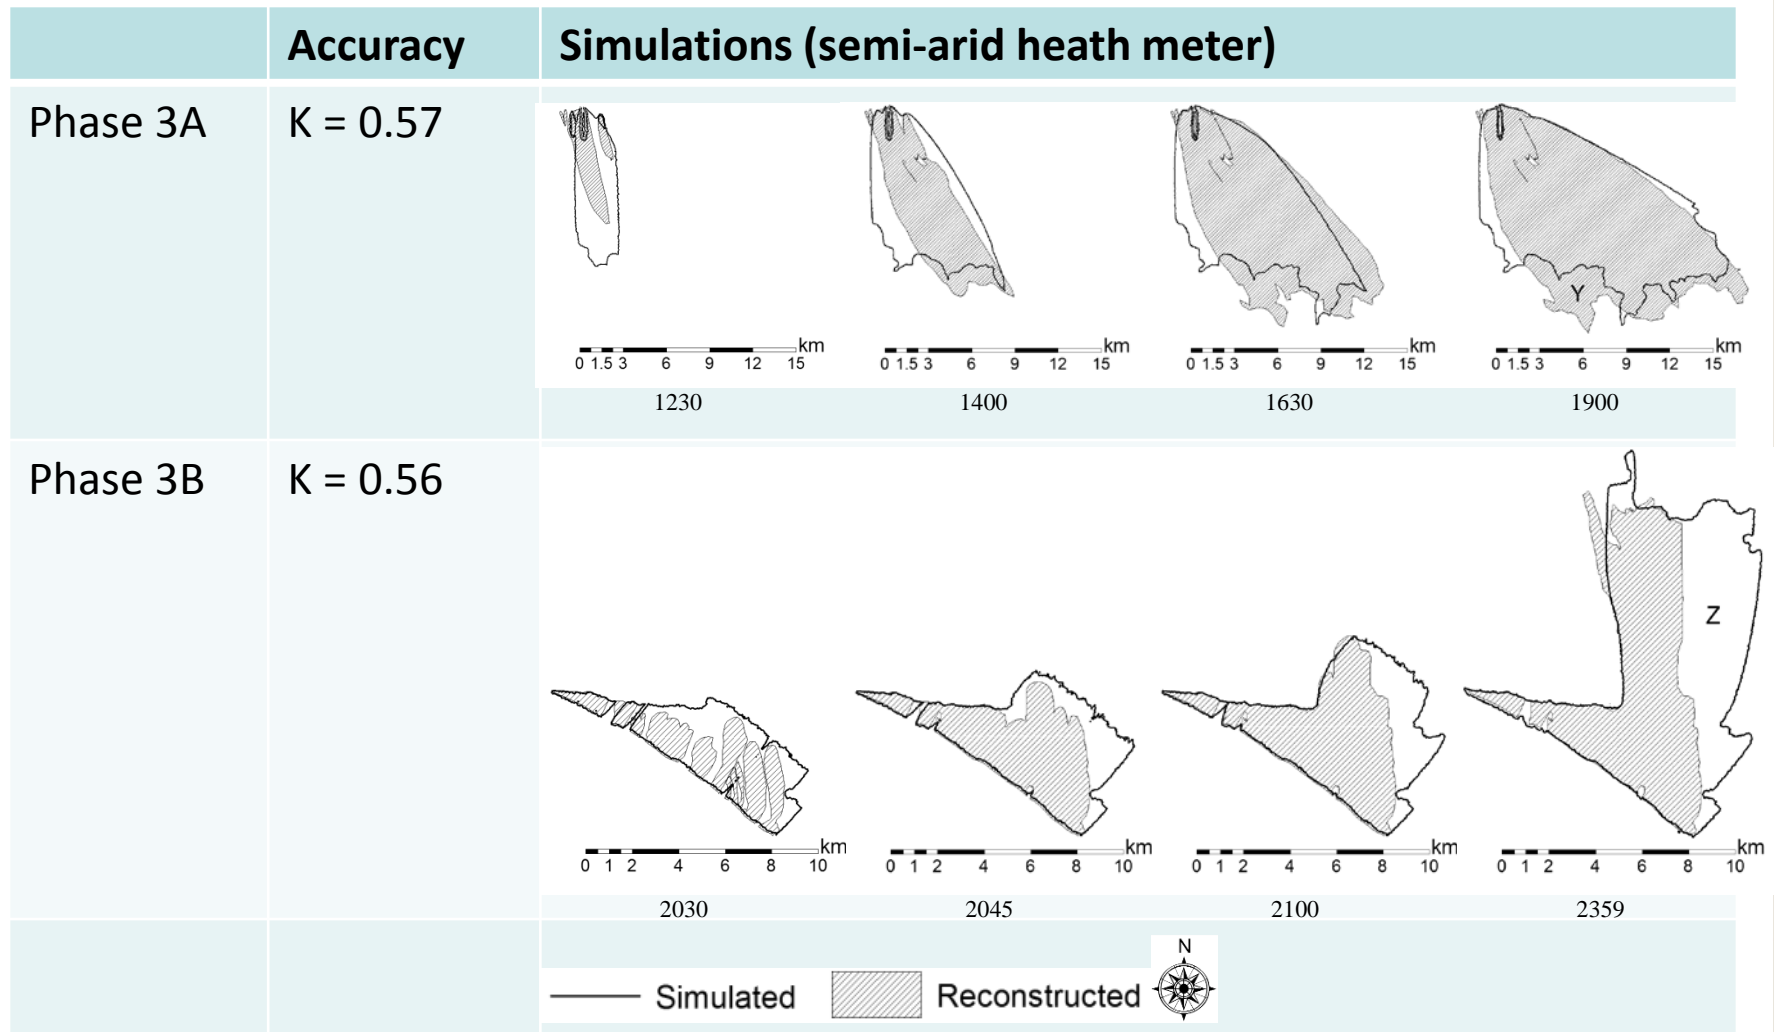 Accuracy Simulations (semi-arid heath meter)
Phase 3A K = 0.57
Y
km km km km
0 1.5 3 6 9 12 15 0 1.5 3 6 9 12 15 0 1.5 3 6 9 12 15 0 1.5 3 6 9 12 15
1230 1400 1630 1900
Phase 3B K = 0.56
Z
km km km km
0 1 2 4 6 8 10 0 1 2 4 6 8 10 0 1 2 4 6 8 10 0 1 2 4 6 8 10
2030 2045 2100 2359
N
Simulated Reconstructed